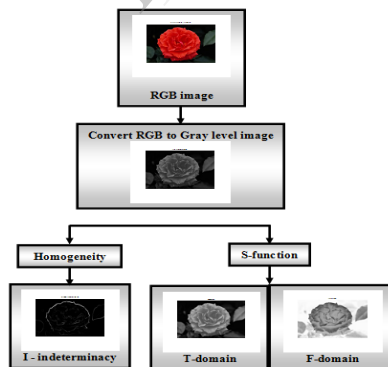 RGB image
Convert RGB to Gray level image
Homogeneity
S-function
I - indeterminacy
T-domain
F-domain